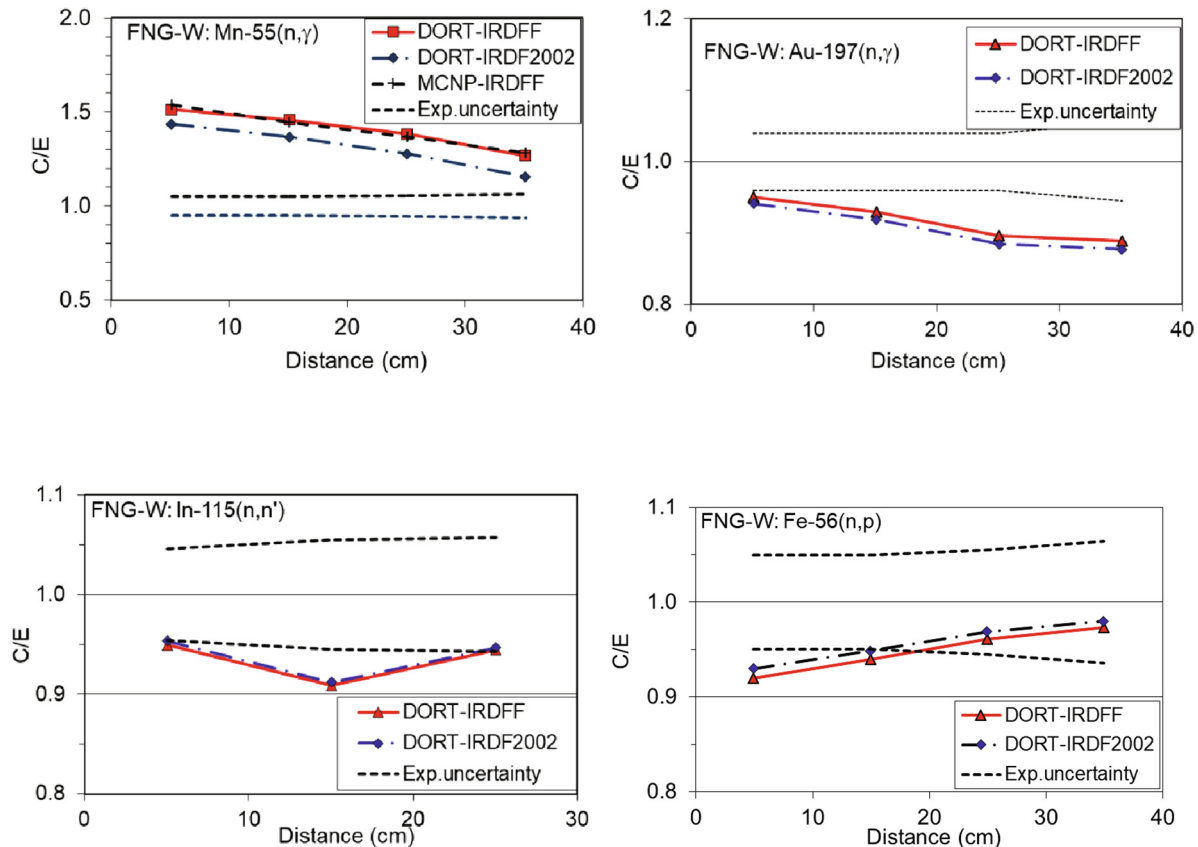 FNG-W: Mn-55(n,γ)
DORT-IRDFF
DORT-IRDF2002
MCNP-IRDFF
Exp.uncertainty
2.0
1.5
1.0
0.5
C/E
0 10 20 30 40
Distance (cm)
FNG-W: Au-197(n,γ)
DORT-IRDFF
DORT-IRDF2002
Exp.uncertainty
1.2
1.0
0.8
C/E
0 10 20 30 40
Distance (cm)
FNG-W: In-115(n,n')
1.1
1.0
0.9
0.8
C/E
DORT-IRDFF
DORT-IRDF2002
Exp.uncertainty
0 10 20 30
Distance (cm)
FNG-W: Fe-56(n,p)
1.1
1.0
0.9
0.8
C/E
DORT-IRDFF
DORT-IRDF2002
Exp.uncertainty
0 10 20 30 40
Distance (cm)